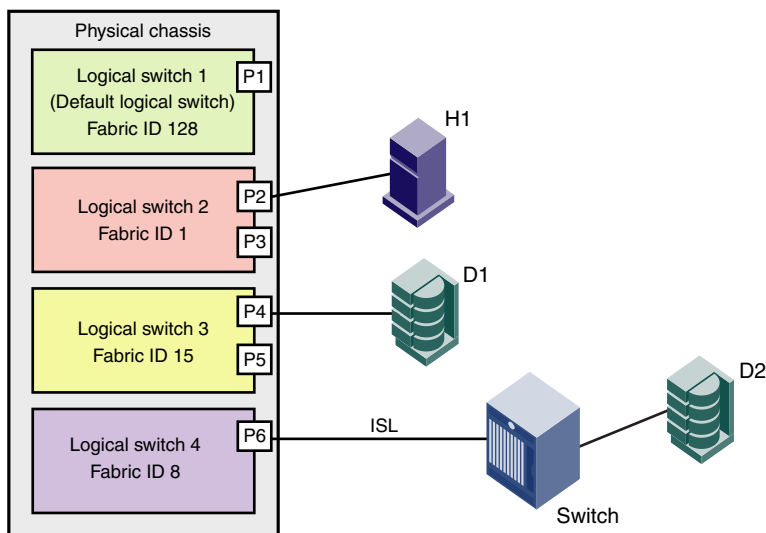 Physical chassis
Logical switch 1
(Default logical switch)
Fabric ID 128
P1
Logical switch 2
Fabric ID 1
P2
P3
H1
Logical switch 3
Fabric ID 15
P4
P5
D1
Logical switch 4
Fabric ID 8
P6
ISL
Switch
D2